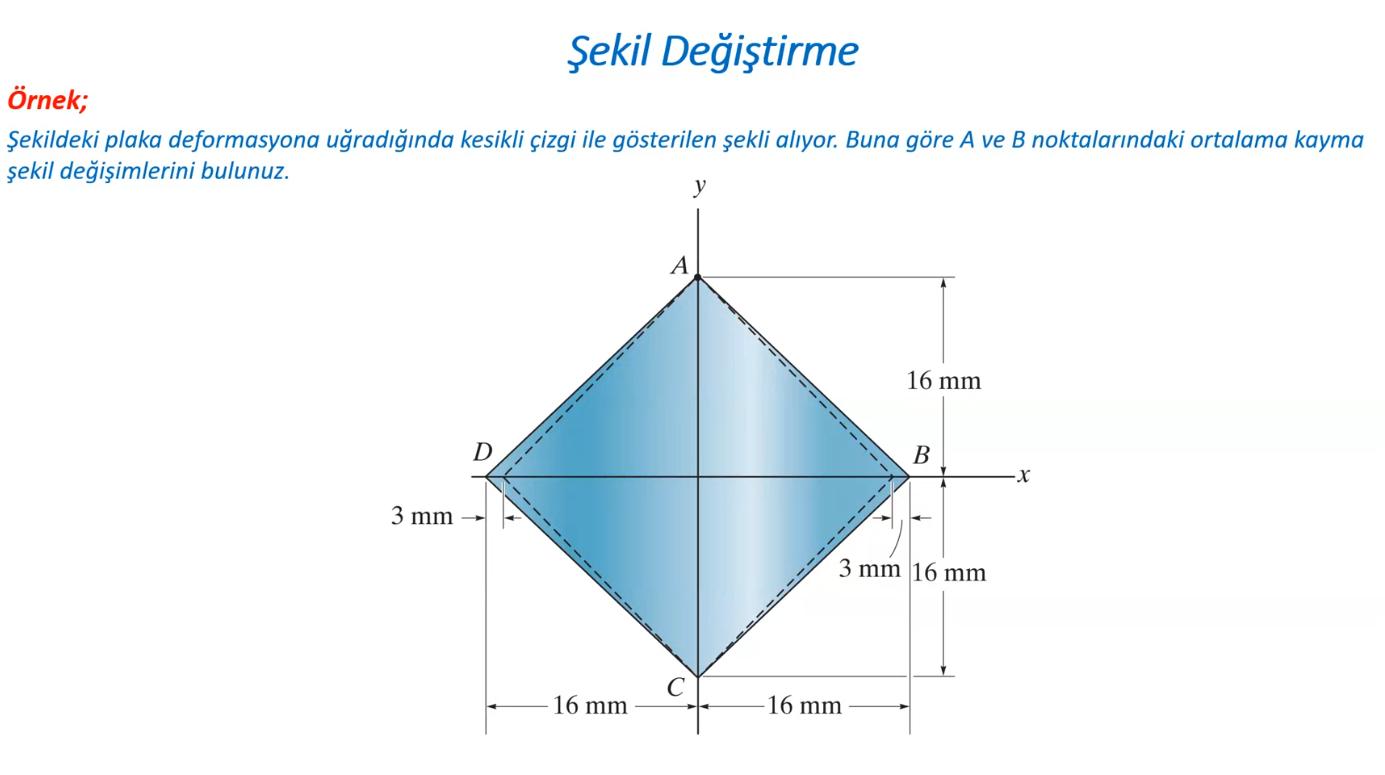 Şekil Değiştirme
Örnek;
Şekildeki plaka deformasyona uğradığında kesikli çizgi ile gösterilen şekli alıyor. Buna göre A ve B noktalarındaki ortalama kayma
şekil değişimlerini bulunuz.
y
A
16 mm
D
B
x
3 mm
3 mm
16 mm
C
16 mm
16 mm